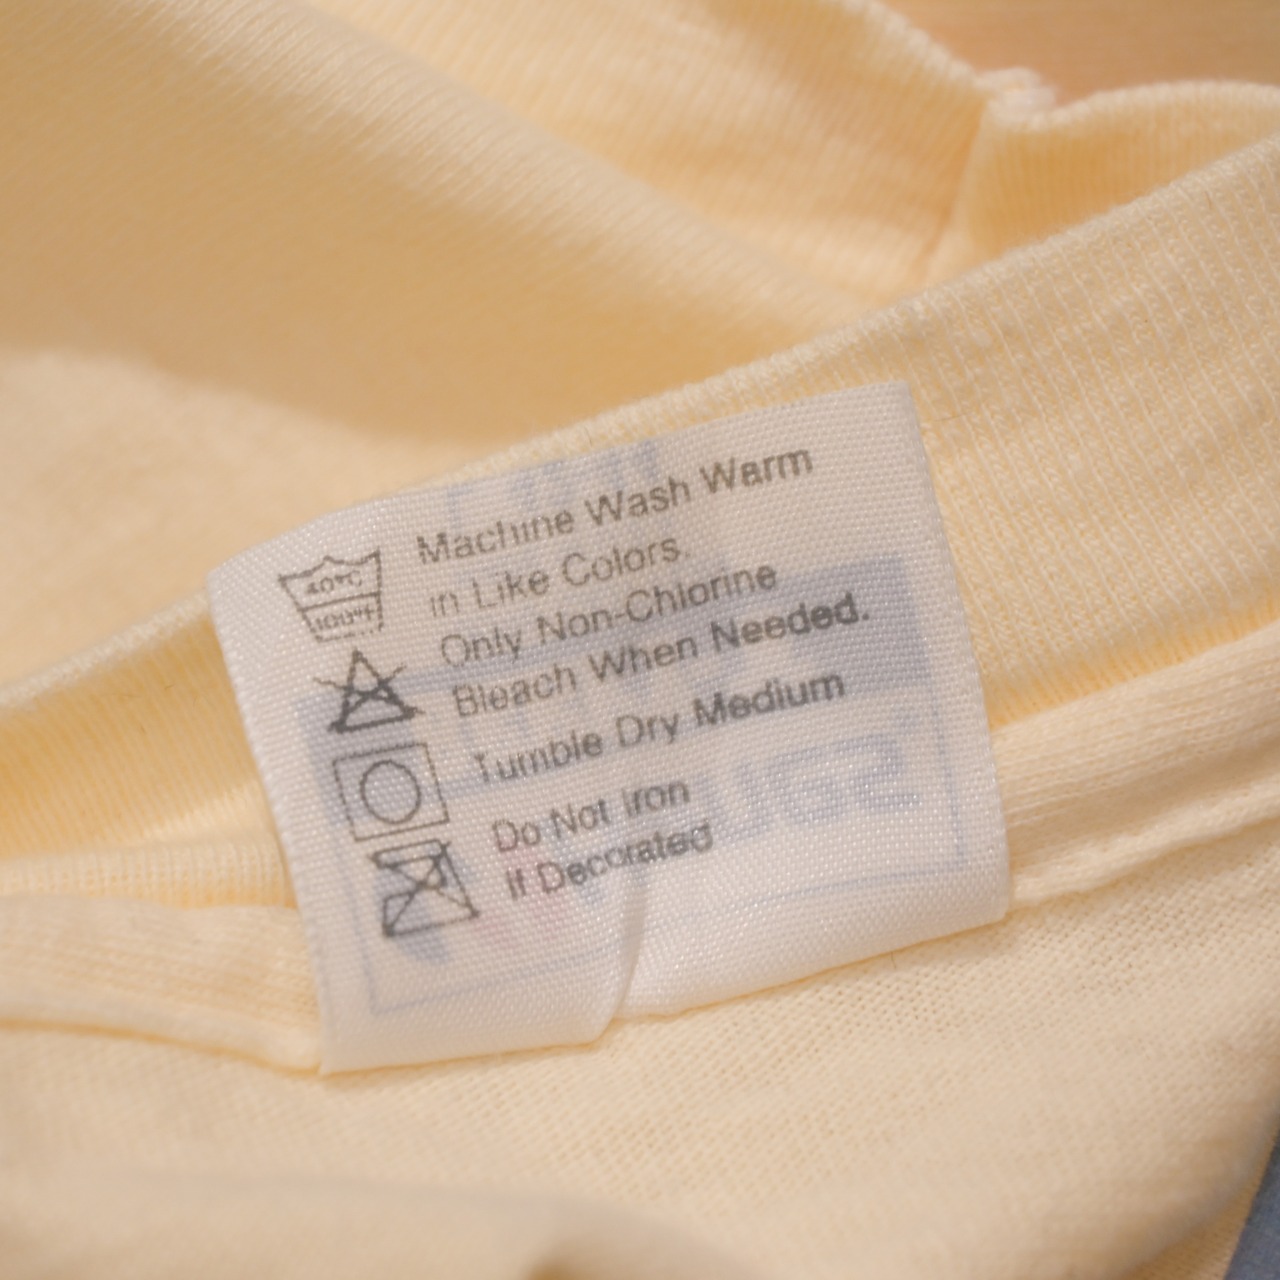 40°C
100°F
Machine Wash Warm
in Like Colors.
Only Non-Chlorine
Bleach When Needed.
Tumble Dry Medium
Do Not Iron
If Decorated